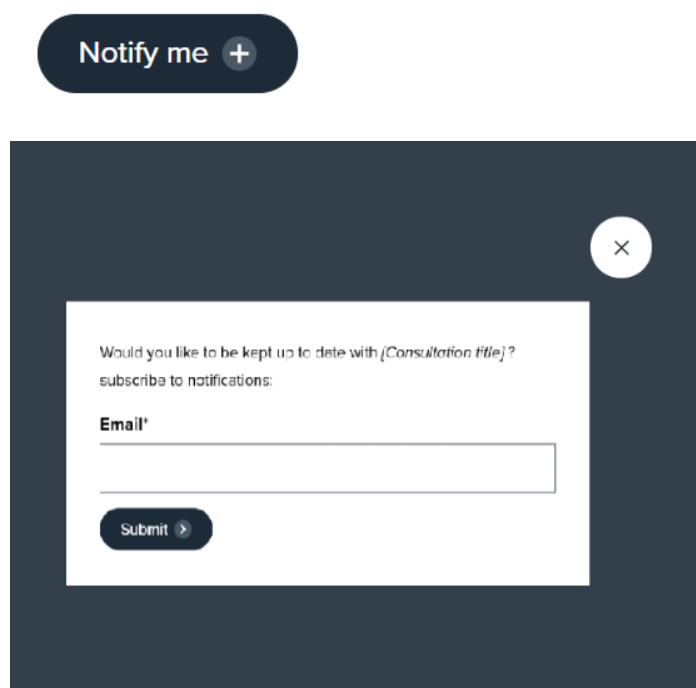 Notify me
Would you like to be kept up to date with [Consultation title] ?
subscribe to notifications:
Email*
Submit